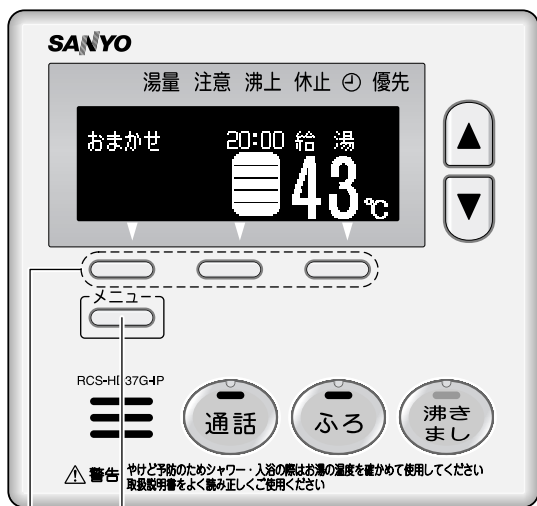 SANYO
湯量 注意 沸上 休止 優先
おまかせ 20:00 給 湯
43℃
メニュー
RCS-HD37G-IP
通話 ふろ 沸き
まし
⚠警告 やけど予防のためシャワー・入浴の際はお湯の温度を確かめて使用してください
取扱説明書をよく読み正しくご使用ください